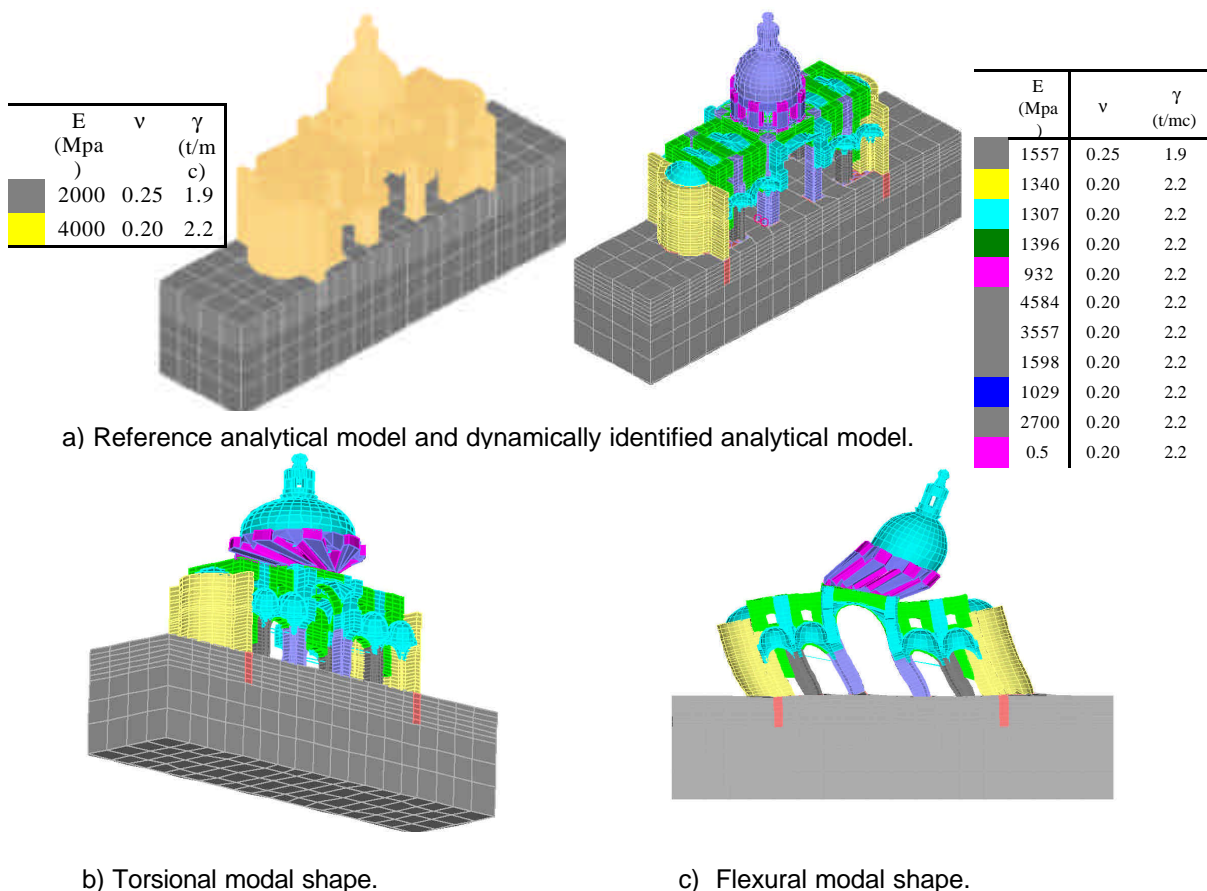 E
(Mpa
)
ν
γ
(t/m
c)
2000 0.25 1.9
4000 0.20 2.2
E
(Mpa
)
ν
γ
(t/mc)
1557 0.25 1.9
1340 0.20 2.2
1307 0.20 2.2
1396 0.20 2.2
932 0.20 2.2
4584 0.20 2.2
3557 0.20 2.2
1598 0.20 2.2
1029 0.20 2.2
2700 0.20 2.2
0.5 0.20 2.2
a) Reference analytical model and dynamically identified analytical model.
b) Torsional modal shape.
c) Flexural modal shape.